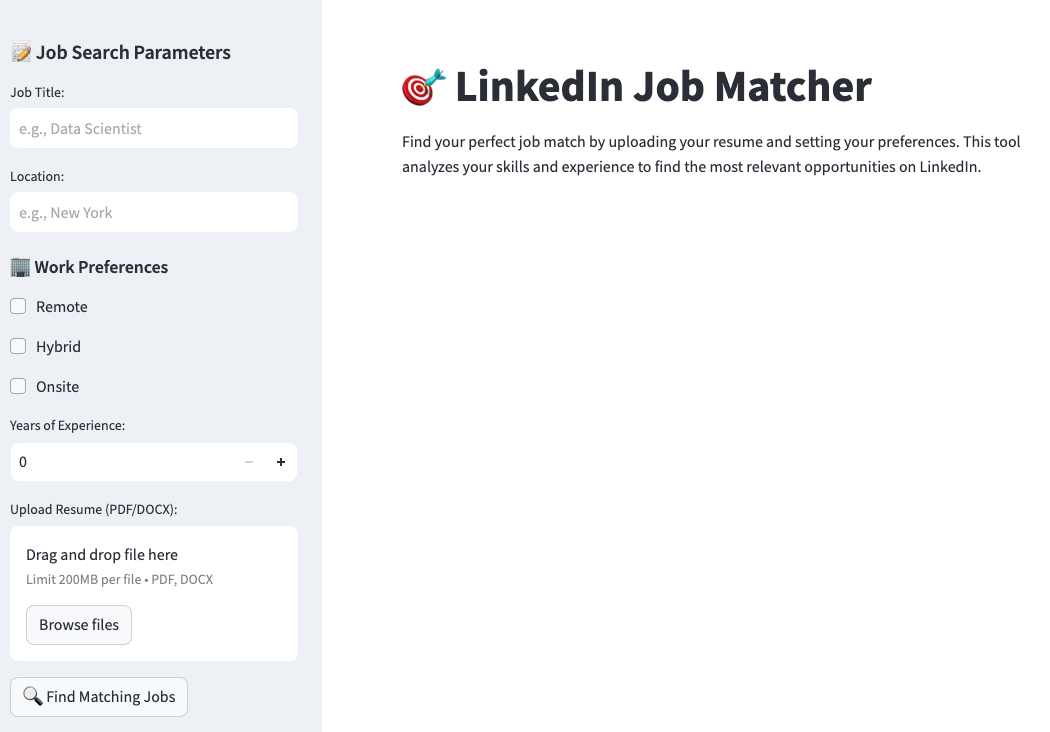 📝 Job Search Parameters
Job Title:
e.g., Data Scientist
Location:
e.g., New York
🏢 Work Preferences
Remote
Hybrid
Onsite
Years of Experience:
0 − +
Upload Resume (PDF/DOCX):
Drag and drop file here
Limit 200MB per file • PDF, DOCX
Browse files
🔍 Find Matching Jobs
🎯 LinkedIn Job Matcher
Find your perfect job match by uploading your resume and setting your preferences. This tool
analyzes your skills and experience to find the most relevant opportunities on LinkedIn.